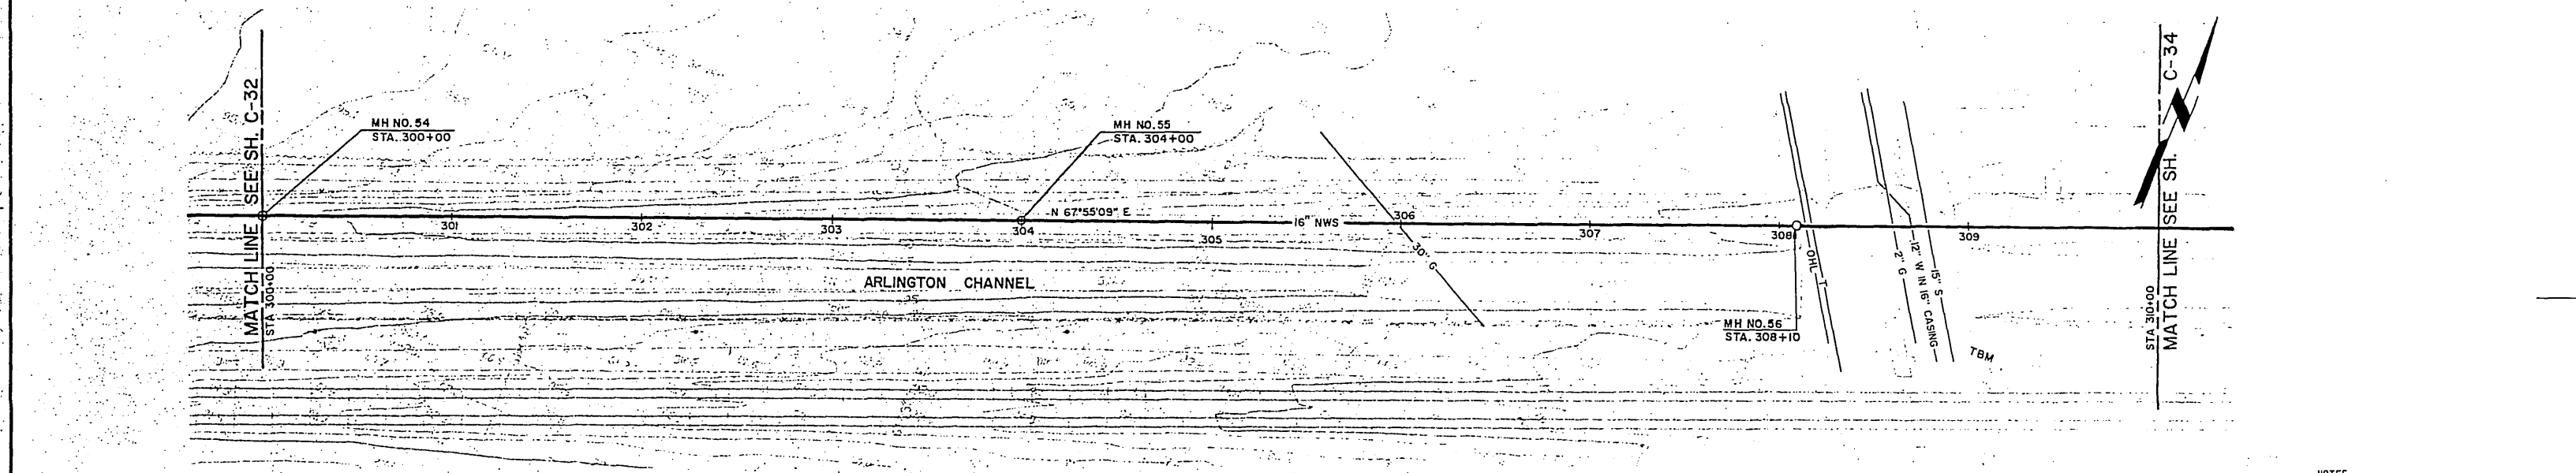 MATCH LINE SEE SH. C-32
STA 300+00
MH NO. 54
STA. 300+00
MH NO. 55
STA. 304+00
N 67°55'09" E
16" NWS
301
302
303
304
305
306
307
308
309
30" G
ARLINGTON CHANNEL
MH NO. 56
STA. 308+10
OHL T
2" G
12" W IN 16" CASING
15" S
TBM
STA 310+00
MATCH LINE SEE SH. C-34
NOTES